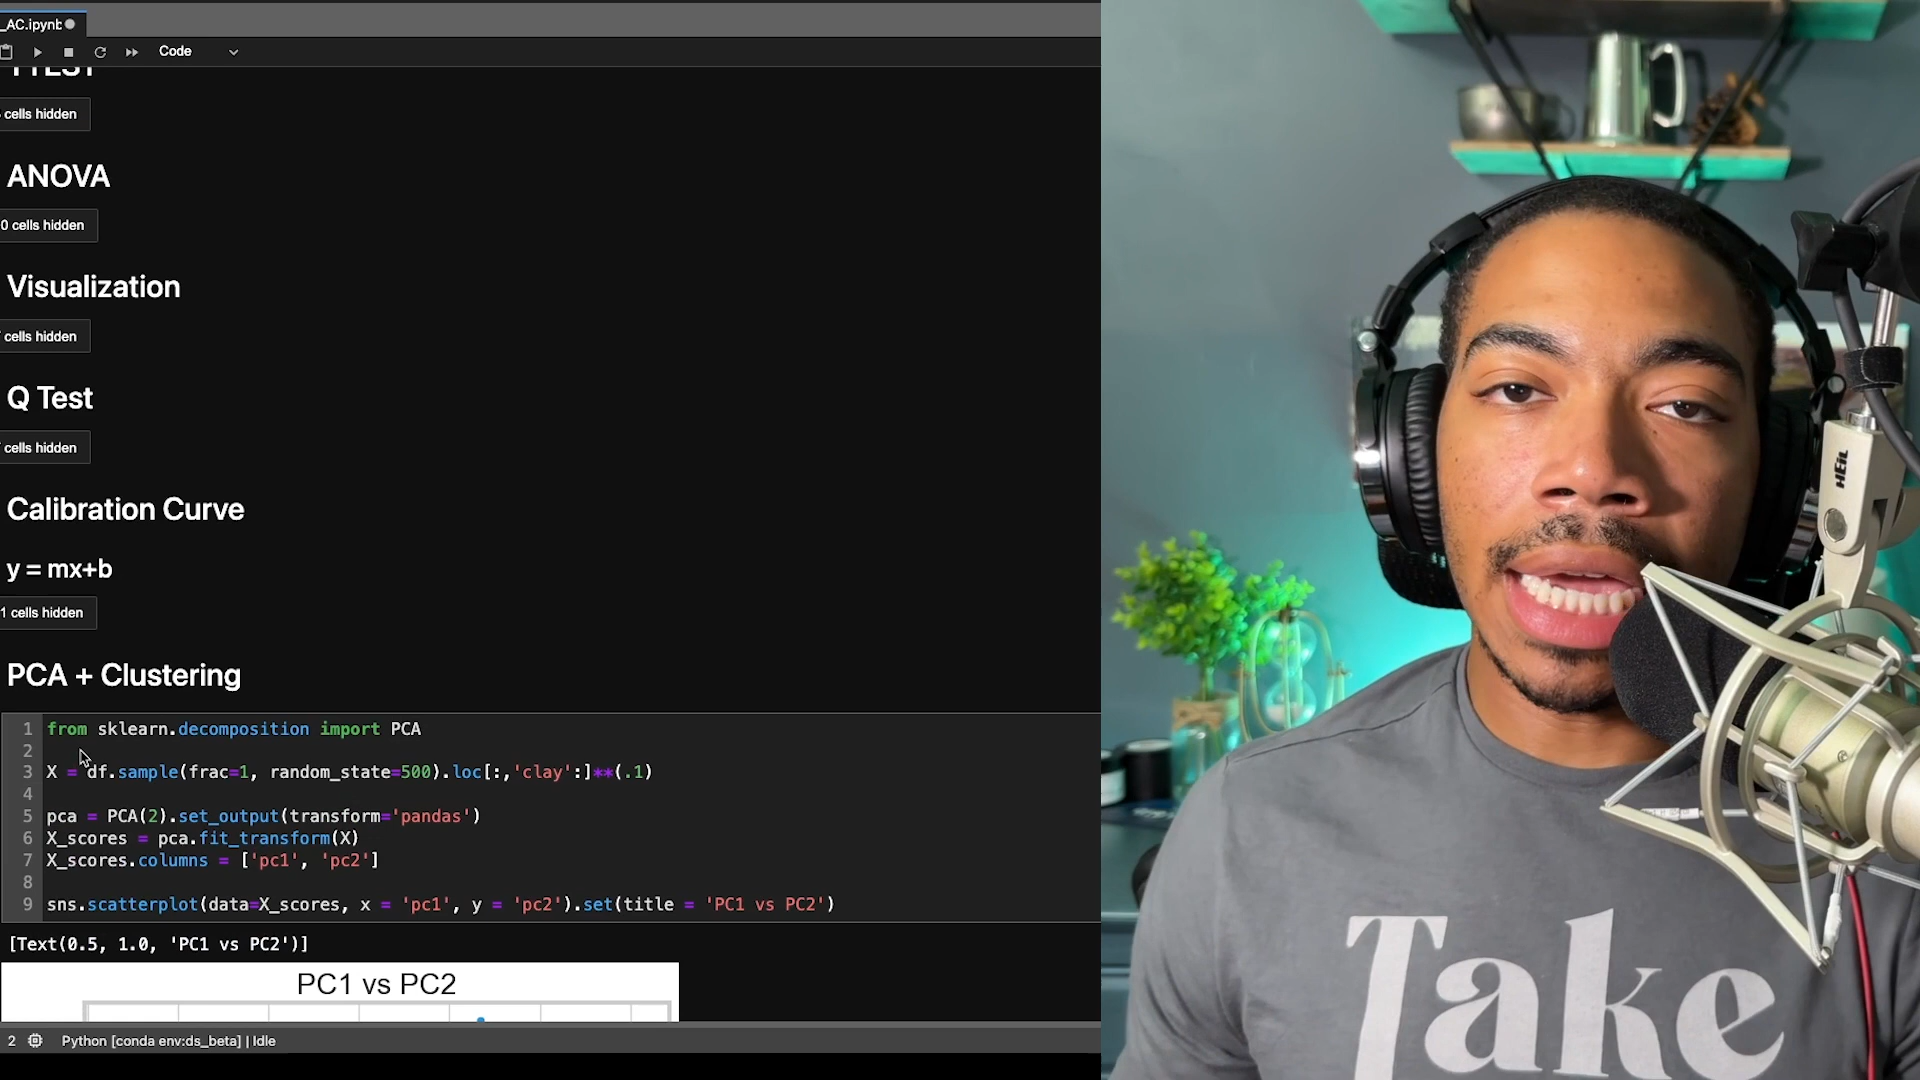 _AC.ipynb
Code
TTEST
cells hidden
ANOVA
0 cells hidden
Visualization
cells hidden
Q Test
cells hidden
Calibration Curve
y = mx+b
1 cells hidden
PCA + Clustering
1 from sklearn.decomposition import PCA
2
3 X = df.sample(frac=1, random_state=500).loc[:,'clay':]**(.1)
4
5 pca = PCA(2).set_output(transform='pandas')
6 X_scores = pca.fit_transform(X)
7 X_scores.columns = ['pc1', 'pc2']
8
9 sns.scatterplot(data=X_scores, x = 'pc1', y = 'pc2').set(title = 'PC1 vs PC2')
[Text(0.5, 1.0, 'PC1 vs PC2')]
PC1 vs PC2
2 Python [conda env:ds_beta] | Idle
HEiL
Take